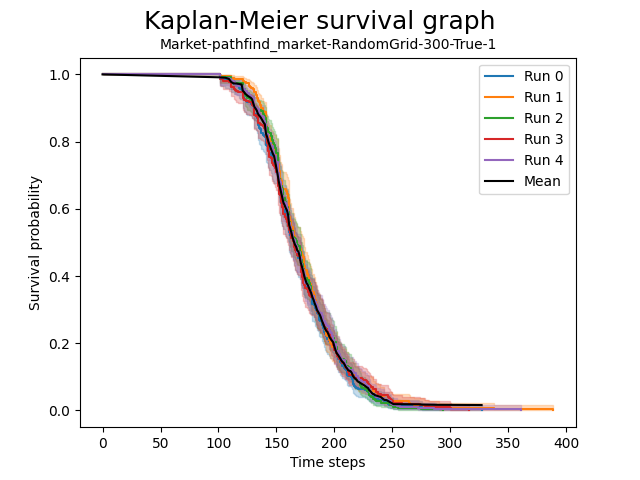 Kaplan-Meier survival graph
Market-pathfind_market-RandomGrid-300-True-1
Survival probability
1.0
0.8
0.6
0.4
0.2
0.0
Run 0
Run 1
Run 2
Run 3
Run 4
Mean
0 50 100 150 200 250 300 350 400
Time steps